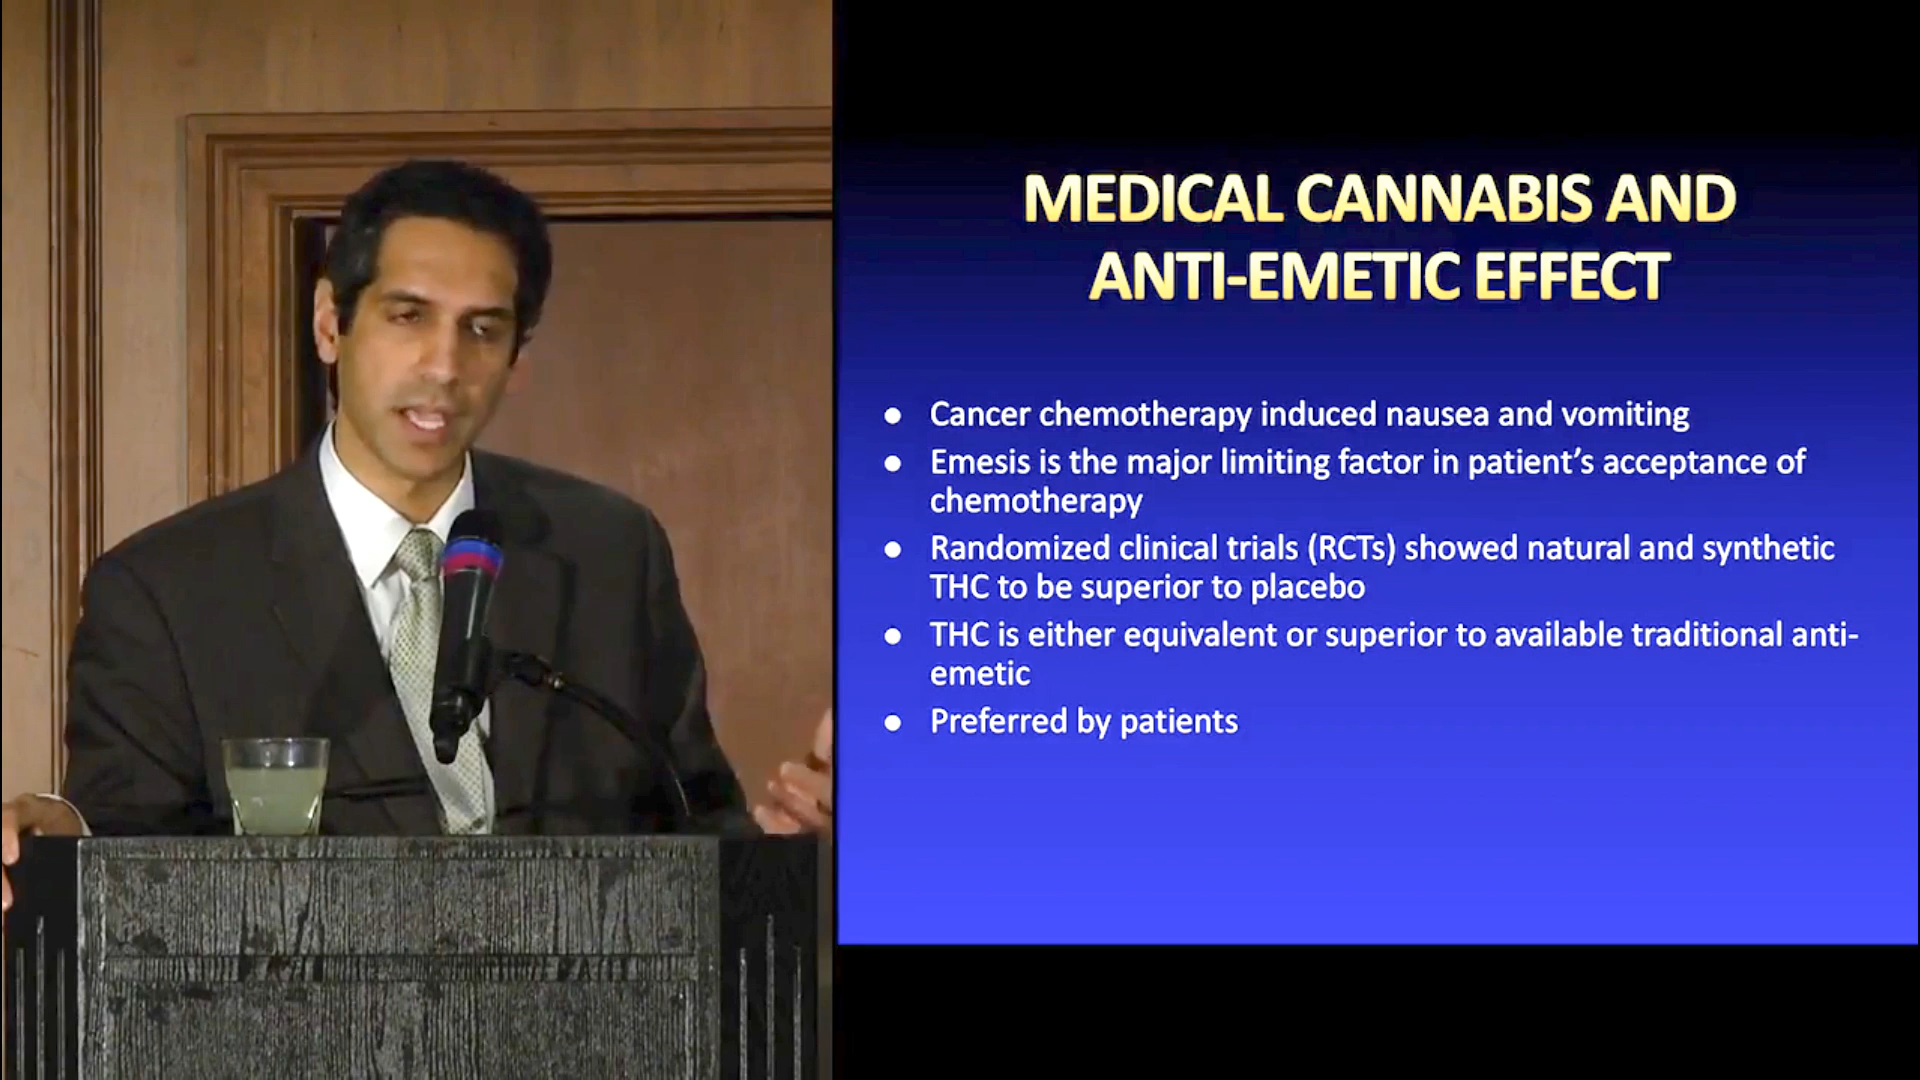 MEDICAL CANNABIS AND
ANTI-EMETIC EFFECT
● Cancer chemotherapy induced nausea and vomiting
● Emesis is the major limiting factor in patient’s acceptance of
chemotherapy
● Randomized clinical trials (RCTs) showed natural and synthetic
THC to be superior to placebo
● THC is either equivalent or superior to available traditional anti-
emetic
● Preferred by patients